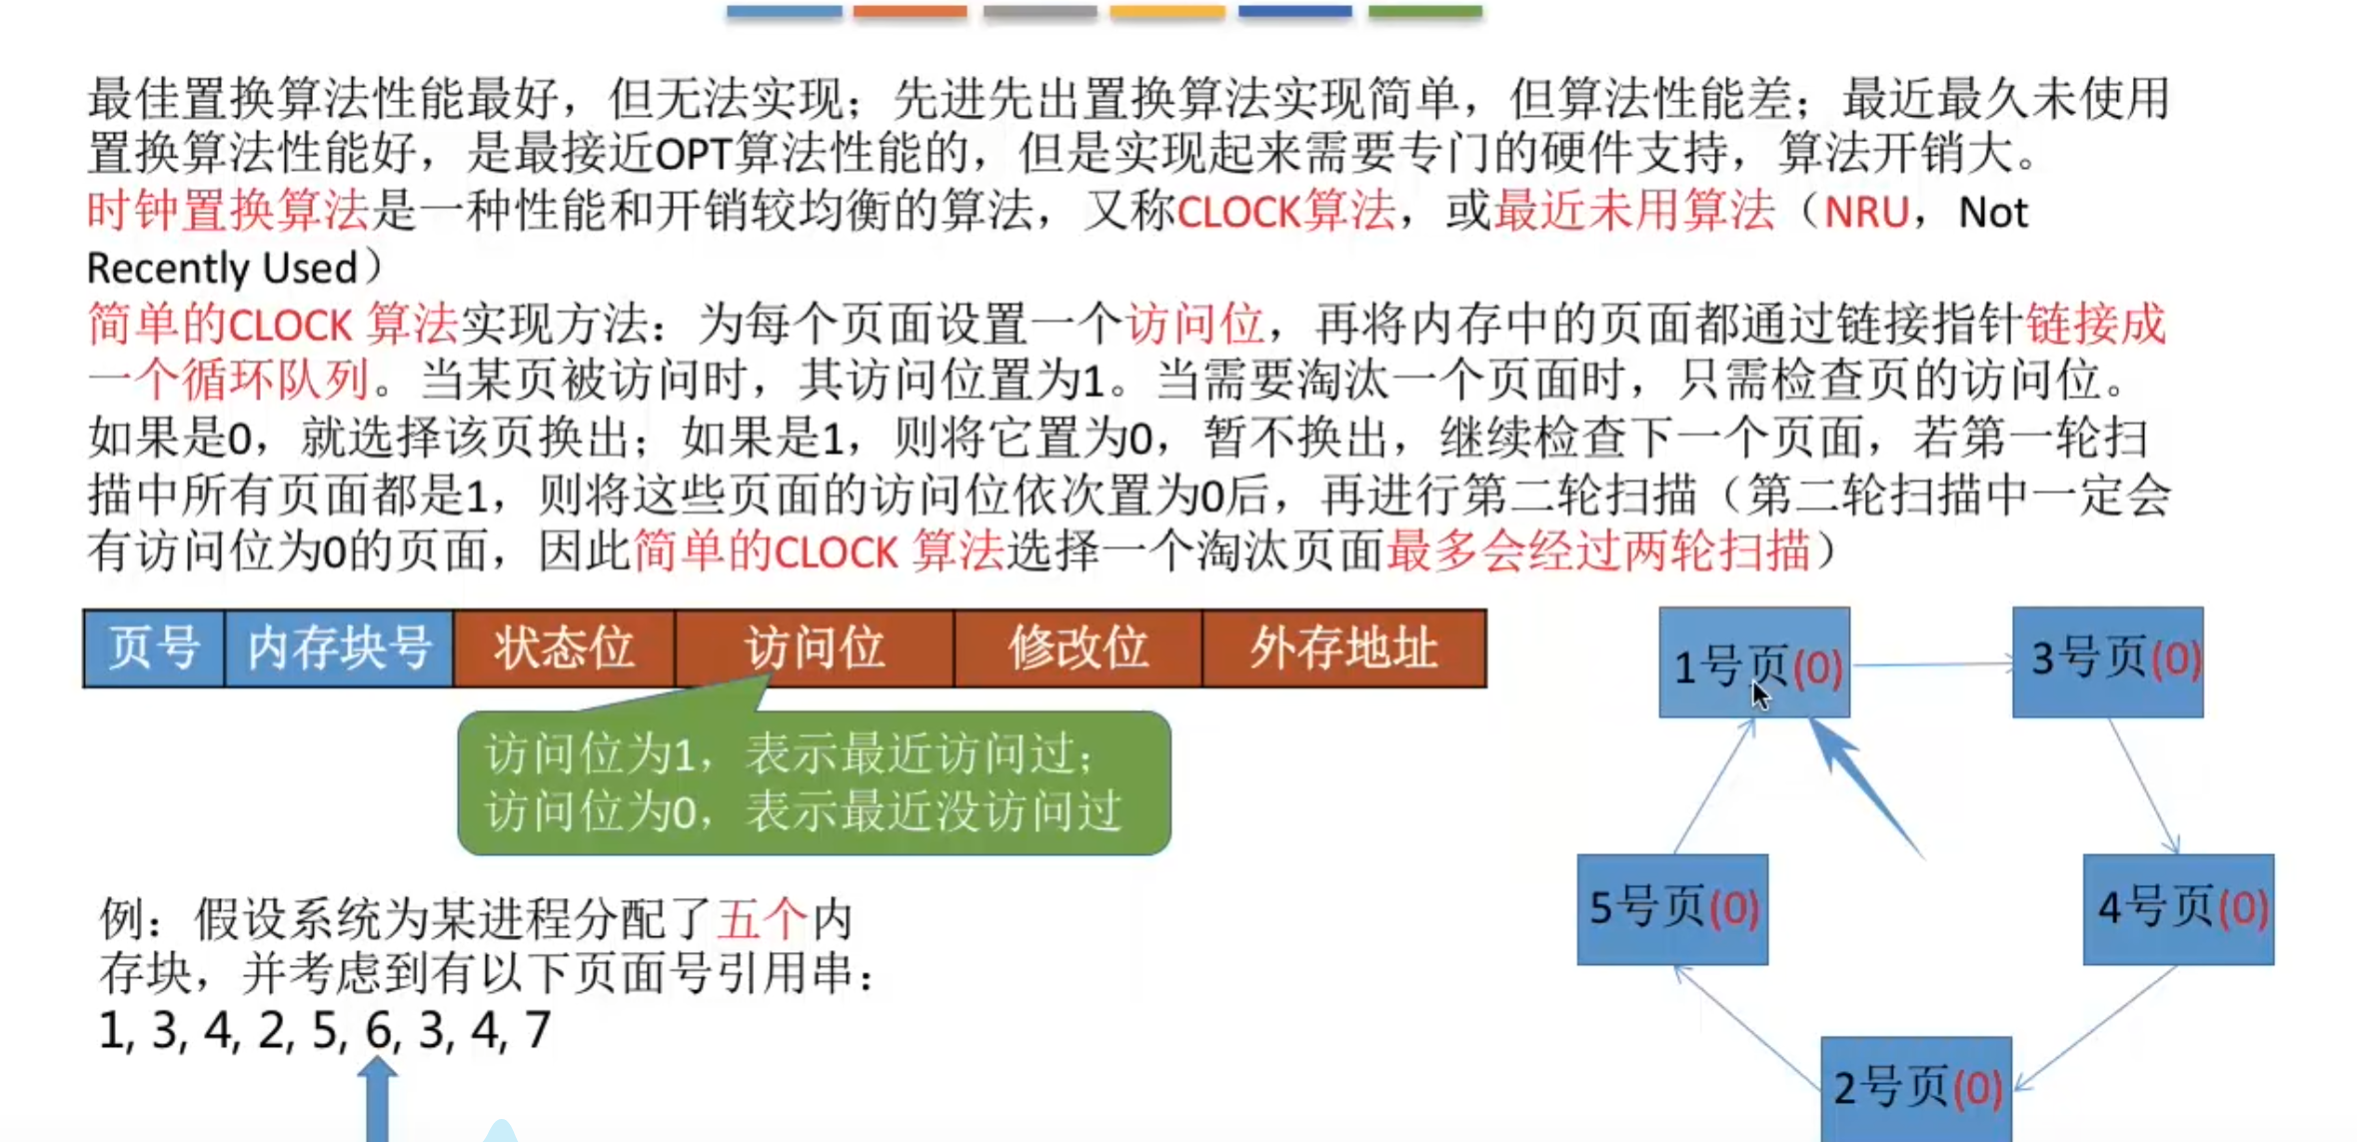 最佳置换算法性能最好，但无法实现；先进先出置换算法实现简单，但算法性能差；最近最久未使用
置换算法性能好，是最接近OPT算法性能的，但是实现起来需要专门的硬件支持，算法开销大。
时钟置换算法是一种性能和开销较均衡的算法，又称CLOCK算法，或最近未用算法（NRU，Not
Recently Used）
简单的CLOCK 算法实现方法：为每个页面设置一个访问位，再将内存中的页面都通过链接指针链接成
一个循环队列。当某页被访问时，其访问位置为1。当需要淘汰一个页面时，只需检查页的访问位。
如果是0，就选择该页换出；如果是1，则将它置为0，暂不换出，继续检查下一个页面，若第一轮扫
描中所有页面都是1，则将这些页面的访问位依次置为0后，再进行第二轮扫描（第二轮扫描中一定会
有访问位为0的页面，因此简单的CLOCK 算法选择一个淘汰页面最多会经过两轮扫描）
页号 内存块号 状态位 访问位 修改位 外存地址
访问位为1，表示最近访问过；
访问位为0，表示最近没访问过
例：假设系统为某进程分配了五个内
存块，并考虑到有以下页面号引用串：
1, 3, 4, 2, 5, 6, 3, 4, 7
1号页(0)
3号页(0)
5号页(0)
4号页(0)
2号页(0)